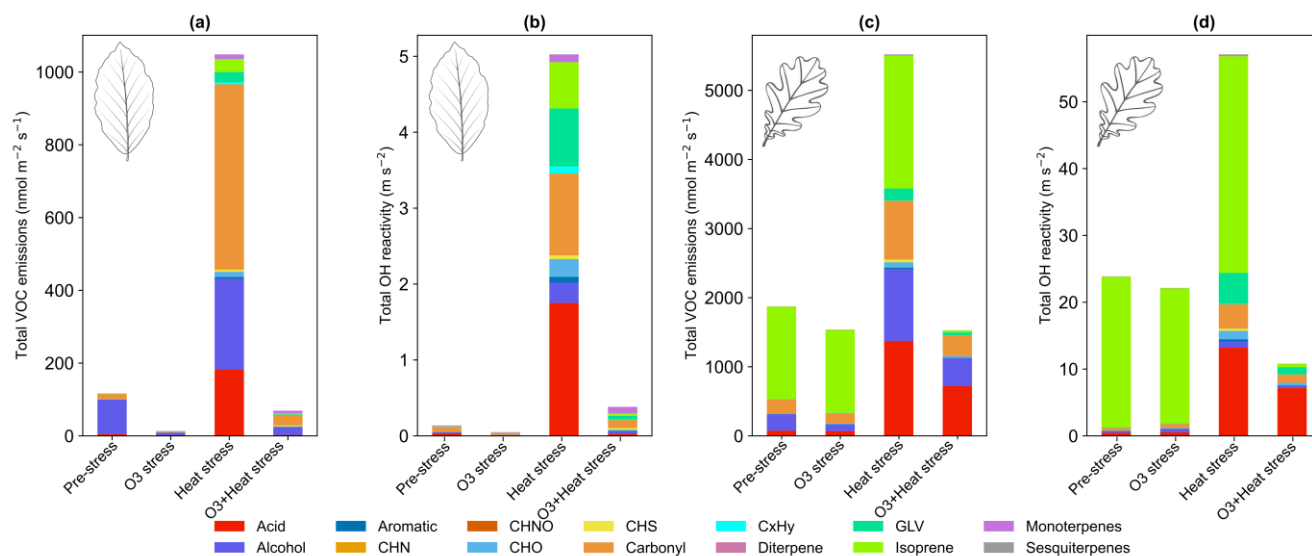 (a) (b) (c) (d)
Total VOC emissions (nmol m⁻² s⁻¹)
1000
800
600
400
200
0
Pre-stress
O3 stress
Heat stress
O3+Heat stress
Total OH reactivity (m s⁻²)
5
4
3
2
1
0
Pre-stress
O3 stress
Heat stress
O3+Heat stress
Total VOC emissions (nmol m⁻² s⁻¹)
5000
4000
3000
2000
1000
0
Pre-stress
O3 stress
Heat stress
O3+Heat stress
Total OH reactivity (m s⁻²)
50
40
30
20
10
0
Pre-stress
O3 stress
Heat stress
O3+Heat stress
Acid Aromatic CHNO CHS CxHy GLV Monoterpenes
Alcohol CHN CHO Carbonyl Diterpene Isoprene Sesquiterpenes